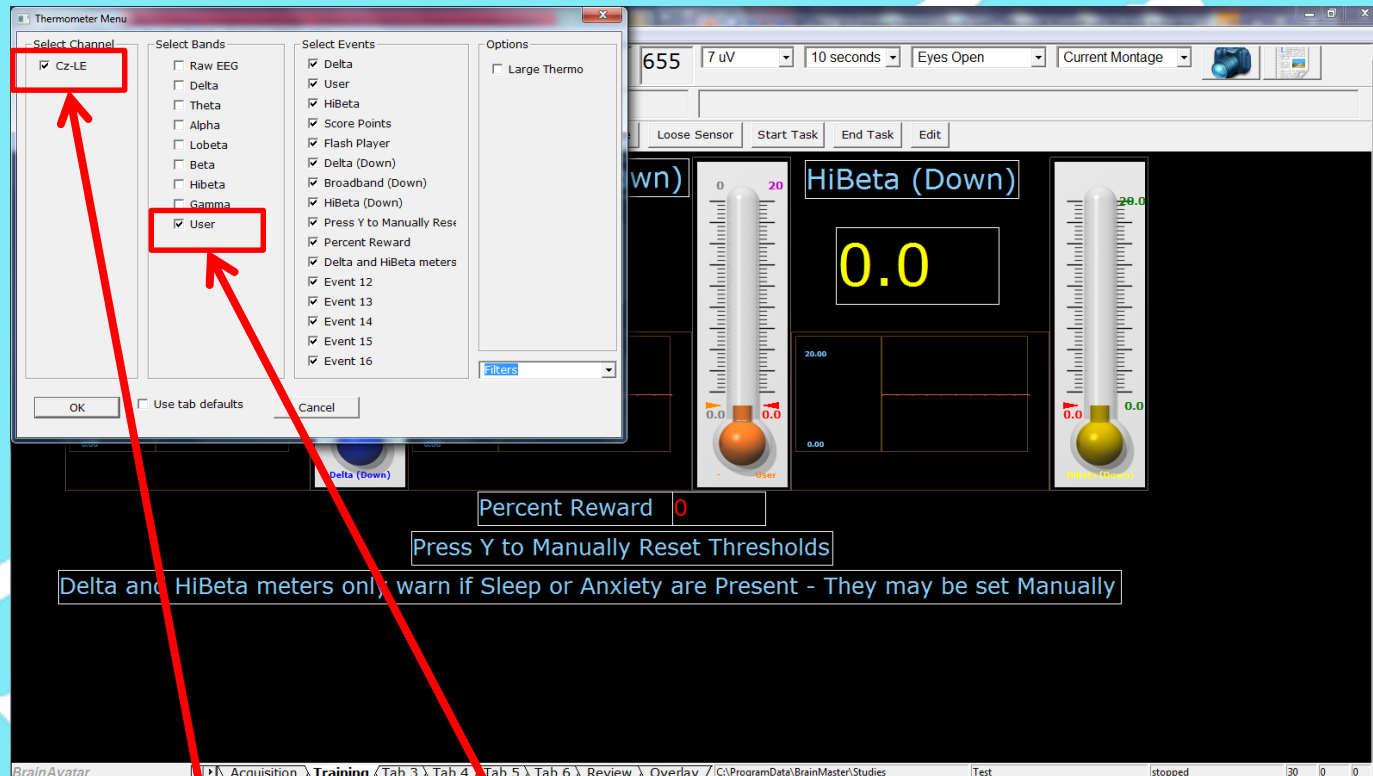 Thermometer Menu
Select Channel
Cz-LE
Select Bands
Raw EEG
Delta
Theta
Alpha
Lobeta
Beta
Hibeta
Gamma
User
Select Events
Delta
User
HiBeta
Score Points
Flash Player
Delta (Down)
Broadband (Down)
HiBeta (Down)
Press Y to Manually Rese
Percent Reward
Delta and HiBeta meters
Event 12
Event 13
Event 14
Event 15
Event 16
Options
Large Thermo
Filters
OK
Use tab defaults
Cancel
655
7 uV
10 seconds
Eyes Open
Current Montage
Loose Sensor
Start Task
End Task
Edit
wn)
0 20
HiBeta (Down)
20.0
0.0
20.00
0.0 0.0
0.0 0.0
0.00
0.00
0.00
Delta (Down)
- User
HiBeta (Down)
Percent Reward 0
Press Y to Manually Reset Thresholds
Delta and HiBeta meters only warn if Sleep or Anxiety are Present - They may be set Manually
BrainAvatar
Acquisition Training Tab 3 Tab 4 Tab 5 Tab 6 Review Overlay C:\ProgramData\BrainMaster\Studies Test stopped 30 0 0